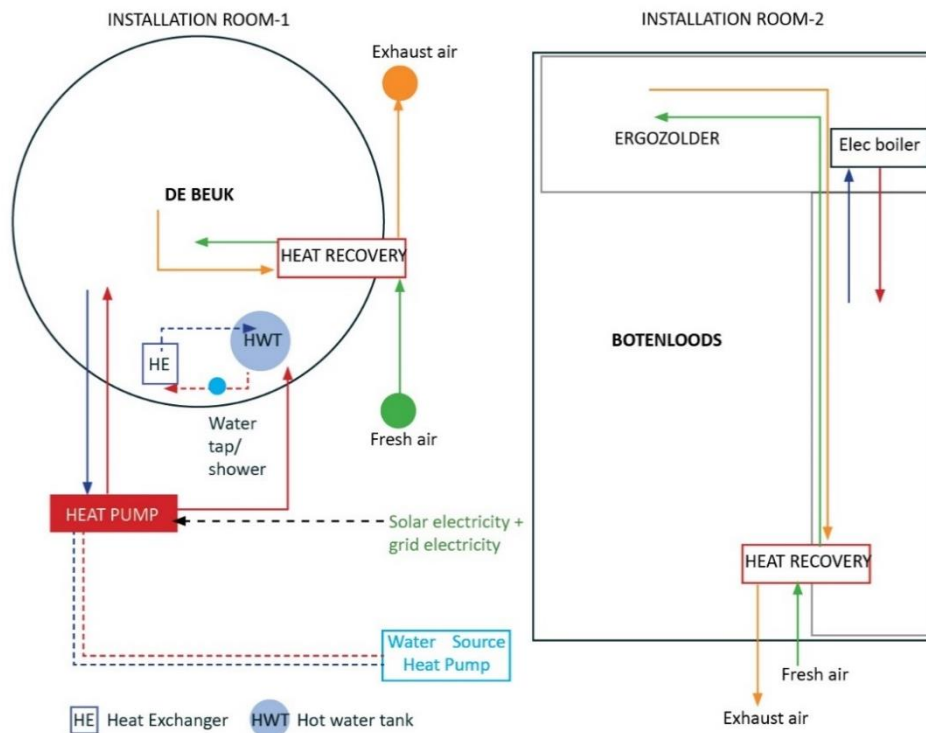 INSTALLATION ROOM-1
Exhaust air
DE BEUK
HEAT RECOVERY
HWT
HE
Water
tap/
shower
Fresh air
HEAT PUMP
Solar electricity +
grid electricity
Water Source
Heat Pump
HE Heat Exchanger
HWT Hot water tank
INSTALLATION ROOM-2
ERGOZOLDER
Elec boiler
BOTENLOODS
HEAT RECOVERY
Fresh air
Exhaust air